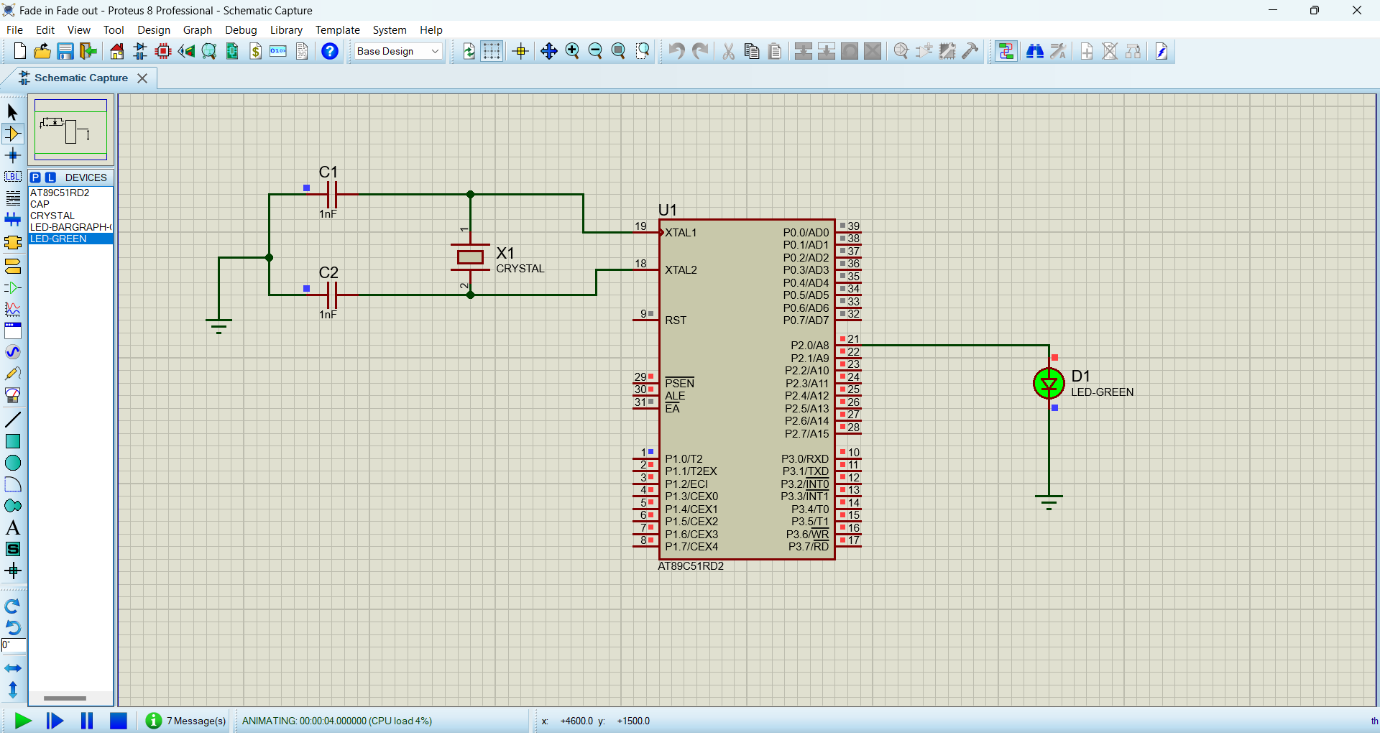 Fade in Fade out - Proteus 8 Professional - Schematic Capture
File Edit View Tool Design Graph Debug Library Template System Help
Base Design
Schematic Capture
P L DEVICES
AT89C51RD2
CAP
CRYSTAL
LED-BARGRAPH-
LED-GREEN
LBL
A
S
0°
C1
1nF
C2
1nF
1
X1
CRYSTAL
2
U1
19 XTAL1
18 XTAL2
9 RST
29 PSEN
30 ALE
31 EA
1 P1.0/T2
2 P1.1/T2EX
3 P1.2/ECI
4 P1.3/CEX0
5 P1.4/CEX1
6 P1.5/CEX2
7 P1.6/CEX3
8 P1.7/CEX4
P0.0/AD0 39
P0.1/AD1 38
P0.2/AD2 37
P0.3/AD3 36
P0.4/AD4 35
P0.5/AD5 34
P0.6/AD6 33
P0.7/AD7 32
P2.0/A8 21
P2.1/A9 22
P2.2/A10 23
P2.3/A11 24
P2.4/A12 25
P2.5/A13 26
P2.6/A14 27
P2.7/A15 28
P3.0/RXD 10
P3.1/TXD 11
P3.2/INT0 12
P3.3/INT1 13
P3.4/T0 14
P3.5/T1 15
P3.6/WR 16
P3.7/RD 17
AT89C51RD2
D1
LED-GREEN
7 Message(s) ANIMATING: 00:00:04.000000 (CPU load 4%) x: +4600.0 y: +1500.0 th